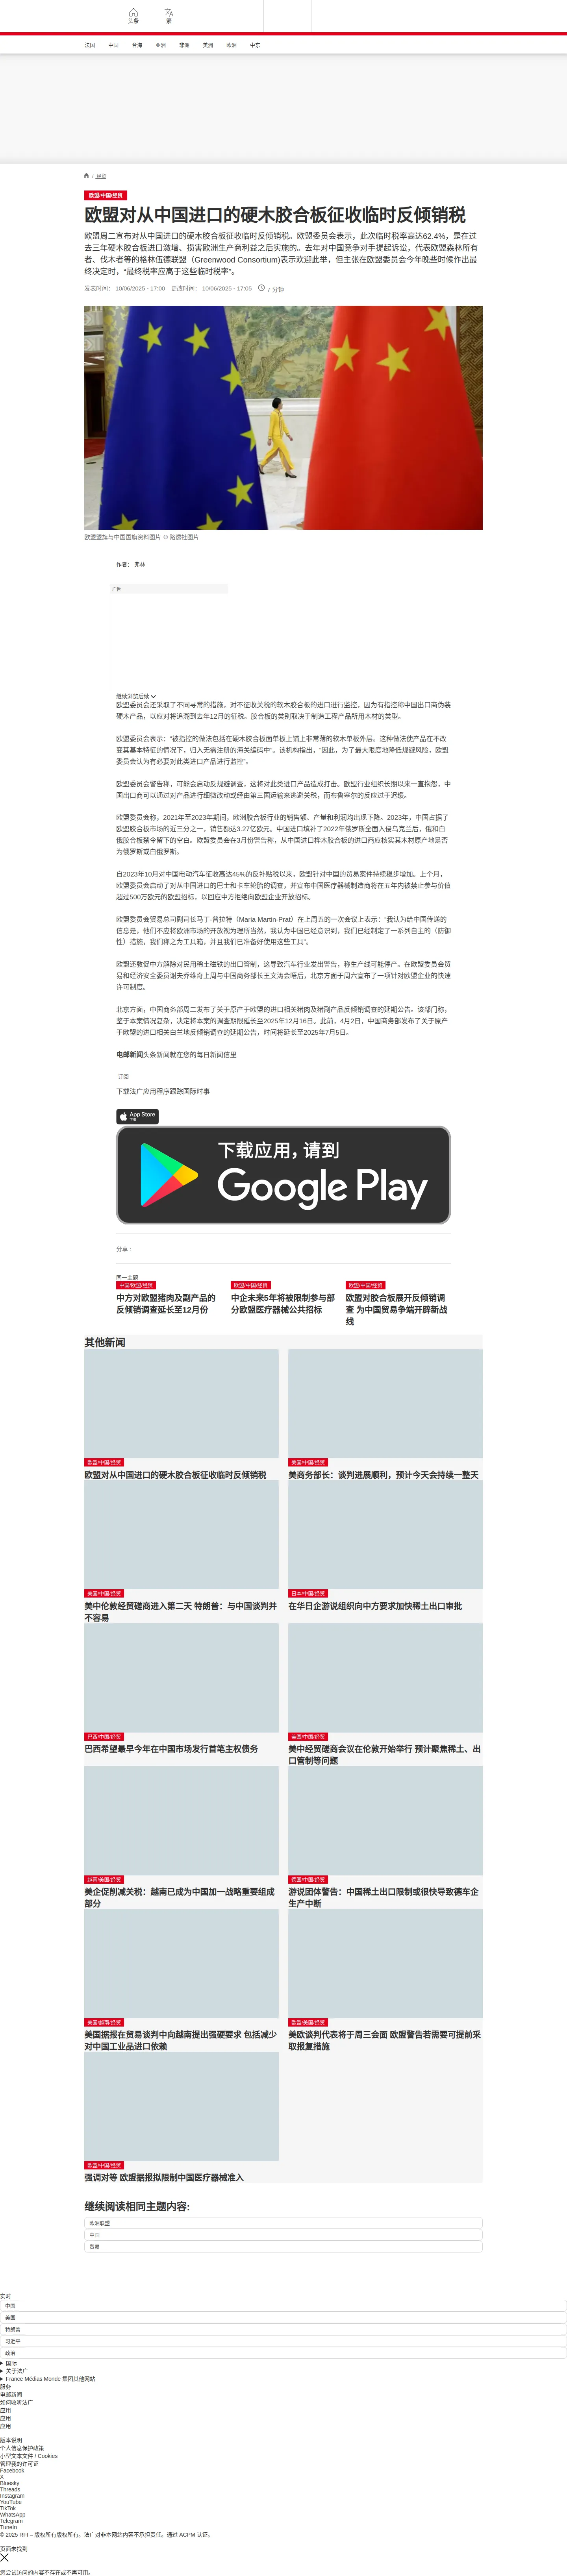 头条
繁
法国 中国 台海 亚洲 非洲 美洲 欧洲 中东
/ 经贸
欧盟/中国/经贸
欧盟对从中国进口的硬木胶合板征收临时反倾销税
欧盟周二宣布对从中国进口的硬木胶合板征收临时反倾销税。欧盟委员会表示，此次临时税率高达62.4%，是在过
去三年硬木胶合板进口激增、损害欧洲生产商利益之后实施的。去年对中国竞争对手提起诉讼，代表欧盟森林所有
者、伐木者等的格林伍德联盟（Greenwood Consortium)表示欢迎此举，但主张在欧盟委员会今年晚些时候作出最
终决定时，“最终税率应高于这些临时税率”。
发表时间： 10/06/2025 - 17:00 更改时间： 10/06/2025 - 17:05 7 分钟
欧盟盟旗与中国国旗资料图片 © 路透社图片
作者： 弗林
广告
继续浏览后续
欧盟委员会还采取了不同寻常的措施，对不征收关税的软木胶合板的进口进行监控，因为有指控称中国出口商伪装
硬木产品，以应对将追溯到去年12月的征税。胶合板的类别取决于制造工程产品所用木材的类型。
欧盟委员会表示：“被指控的做法包括在硬木胶合板面单板上铺上非常薄的软木单板外层。这种做法使产品在不改
变其基本特征的情况下，归入无需注册的海关编码中”。该机构指出，“因此，为了最大限度地降低规避风险，欧盟
委员会认为有必要对此类进口产品进行监控”。
欧盟委员会警告称，可能会启动反规避调查，这将对此类进口产品造成打击。欧盟行业组织长期以来一直抱怨，中
国出口商可以通过对产品进行细微改动或经由第三国运输来逃避关税，而布鲁塞尔的反应过于迟缓。
欧盟委员会称，2021年至2023年期间，欧洲胶合板行业的销售额、产量和利润均出现下降。2023年，中国占据了
欧盟胶合板市场的近三分之一，销售额达3.27亿欧元。中国进口填补了2022年俄罗斯全面入侵乌克兰后，俄和白
俄胶合板禁令留下的空白。欧盟委员会在3月份警告称，从中国进口桦木胶合板的进口商应核实其木材原产地是否
为俄罗斯或白俄罗斯。
自2023年10月对中国电动汽车征收高达45%的反补贴税以来，欧盟针对中国的贸易案件持续稳步增加。上个月，
欧盟委员会启动了对从中国进口的巴士和卡车轮胎的调查，并宣布中国医疗器械制造商将在五年内被禁止参与价值
超过500万欧元的欧盟招标，以回应中方拒绝向欧盟企业开放招标。
欧盟委员会贸易总司副司长马丁-普拉特（Maria Martin-Prat）在上周五的一次会议上表示：“我认为给中国传递的
信息是，他们不应将欧洲市场的开放视为理所当然，我认为中国已经意识到，我们已经制定了一系列自主的（防御
性）措施，我们称之为工具箱，并且我们已准备好使用这些工具”。
欧盟还敦促中方解除对民用稀土磁铁的出口管制，这导致汽车行业发出警告，称生产线可能停产。在欧盟委员会贸
易和经济安全委员谢夫乔维奇上周与中国商务部长王文涛会晤后，北京方面于周六宣布了一项针对欧盟企业的快速
许可制度。
北京方面，中国商务部周二发布了关于原产于欧盟的进口相关猪肉及猪副产品反倾销调查的延期公告。该部门称，
鉴于本案情况复杂，决定将本案的调查期限延长至2025年12月16日。此前，4月2日，中国商务部发布了关于原产
于欧盟的进口相关白兰地反倾销调查的延期公告，时间将延长至2025年7月5日。
电邮新闻头条新闻就在您的每日新闻信里
订阅
下载法广应用程序跟踪国际时事
App Store
下载
下载应用，请到
Google Play
分享 :
同一主题
中国/欧盟/经贸
中方对欧盟猪肉及副产品的
反倾销调查延长至12月份
欧盟/中国/经贸
中企未来5年将被限制参与部
分欧盟医疗器械公共招标
欧盟/中国/经贸
欧盟对胶合板展开反倾销调
查 为中国贸易争端开辟新战
线
其他新闻
欧盟/中国/经贸
欧盟对从中国进口的硬木胶合板征收临时反倾销税
美国/中国/经贸
美商务部长：谈判进展顺利，预计今天会持续一整天
美国/中国/经贸
美中伦敦经贸磋商进入第二天 特朗普：与中国谈判并
不容易
日本/中国/经贸
在华日企游说组织向中方要求加快稀土出口审批
巴西/中国/经贸
巴西希望最早今年在中国市场发行首笔主权债务
美国/中国/经贸
美中经贸磋商会议在伦敦开始举行 预计聚焦稀土、出
口管制等问题
越南/美国/经贸
美企促削减关税：越南已成为中国加一战略重要组成
部分
德国/中国/经贸
游说团体警告：中国稀土出口限制或很快导致德车企
生产中断
美国/越南/经贸
美国据报在贸易谈判中向越南提出强硬要求 包括减少
对中国工业品进口依赖
欧盟/美国/经贸
美欧谈判代表将于周三会面 欧盟警告若需要可提前采
取报复措施
欧盟/中国/经贸
强调对等 欧盟据报拟限制中国医疗器械准入
继续阅读相同主题内容:
欧洲联盟
中国
贸易
实时
中国
美国
特朗普
习近平
政治
国际
关于法广
France Médias Monde 集团其他网站
服务
电邮新闻
如何收听法广
应用
应用
应用
版本说明
个人信息保护政策
小型文本文件 / Cookies
管理我的许可证
Facebook
X
Bluesky
Threads
Instagram
YouTube
TikTok
WhatsApp
Telegram
TuneIn
© 2025 RFI – 版权所有版权所有。法广对非本网站内容不承担责任。通过 ACPM 认证。
页面未找到
您尝试访问的内容不存在或不再可用。